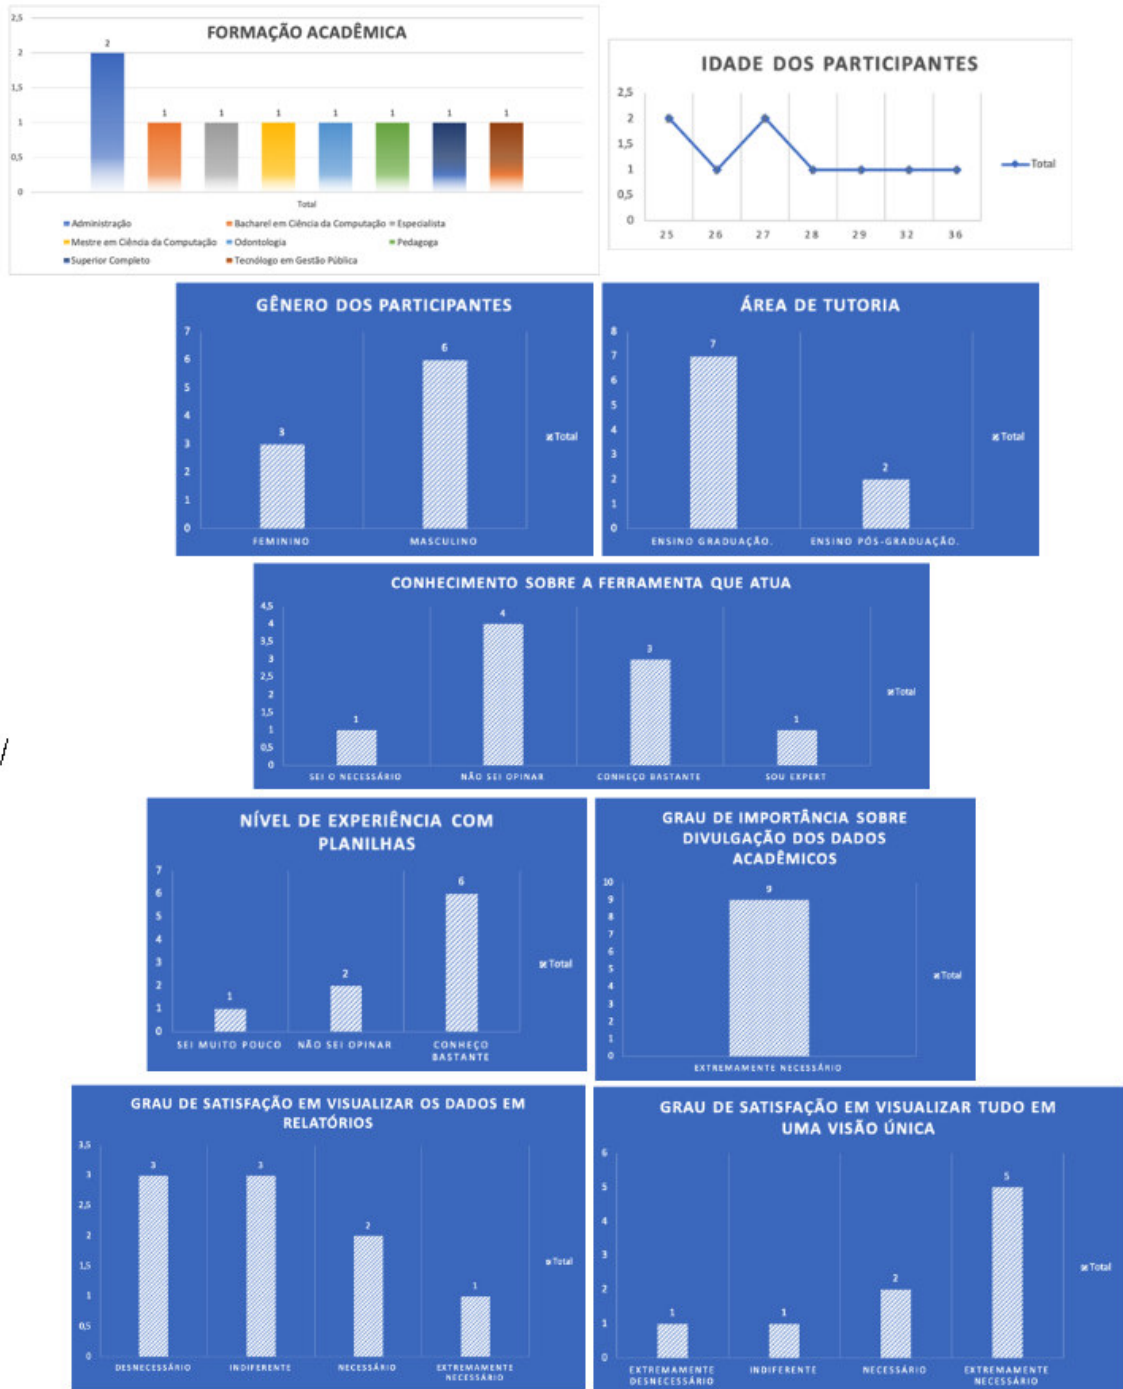 FORMAÇÃO ACADÊMICA
2,5
2
1,5
1
0,5
0
2
1
1
1
1
1
1
1
Total
Administração
Bacharel em Ciência da Computação
Especialista
Mestre em Ciência da Computação
Odontologia
Pedagoga
Superior Completo
Tecnólogo em Gestão Pública
IDADE DOS PARTICIPANTES
2,5
2
1,5
1
0,5
0
25
26
27
28
29
32
36
Total
GÊNERO DOS PARTICIPANTES
7
6
5
4
3
2
1
0
3
6
FEMININO
MASCULINO
Total
ÁREA DE TUTORIA
8
7
6
5
4
3
2
1
0
7
2
ENSINO GRADUAÇÃO.
ENSINO PÓS-GRADUAÇÃO.
Total
CONHECIMENTO SOBRE A FERRAMENTA QUE ATUA
4,5
4
3,5
3
2,5
2
1,5
1
0,5
0
1
4
3
1
SEI O NECESSÁRIO
NÃO SEI OPINAR
CONHEÇO BASTANTE
SOU EXPERT
Total
/
NÍVEL DE EXPERIÊNCIA COM
PLANILHAS
7
6
5
4
3
2
1
0
1
2
6
SEI MUITO POUCO
NÃO SEI OPINAR
CONHEÇO
BASTANTE
Total
GRAU DE IMPORTÂNCIA SOBRE
DIVULGAÇÃO DOS DADOS
ACADÊMICOS
10
9
8
7
6
5
4
3
2
1
0
9
EXTREMAMENTE NECESSÁRIO
Total
GRAU DE SATISFAÇÃO EM VISUALIZAR OS DADOS EM
RELATÓRIOS
3,5
3
2,5
2
1,5
1
0,5
0
3
3
2
1
DESNECESSÁRIO
INDIFERENTE
NECESSÁRIO
EXTREMAMENTE
NECESSÁRIO
Total
GRAU DE SATISFAÇÃO EM VISUALIZAR TUDO EM
UMA VISÃO ÚNICA
6
5
4
3
2
1
0
1
1
2
5
EXTREMAMENTE
DESNECESSÁRIO
INDIFERENTE
NECESSÁRIO
EXTREMAMENTE
NECESSÁRIO
Total